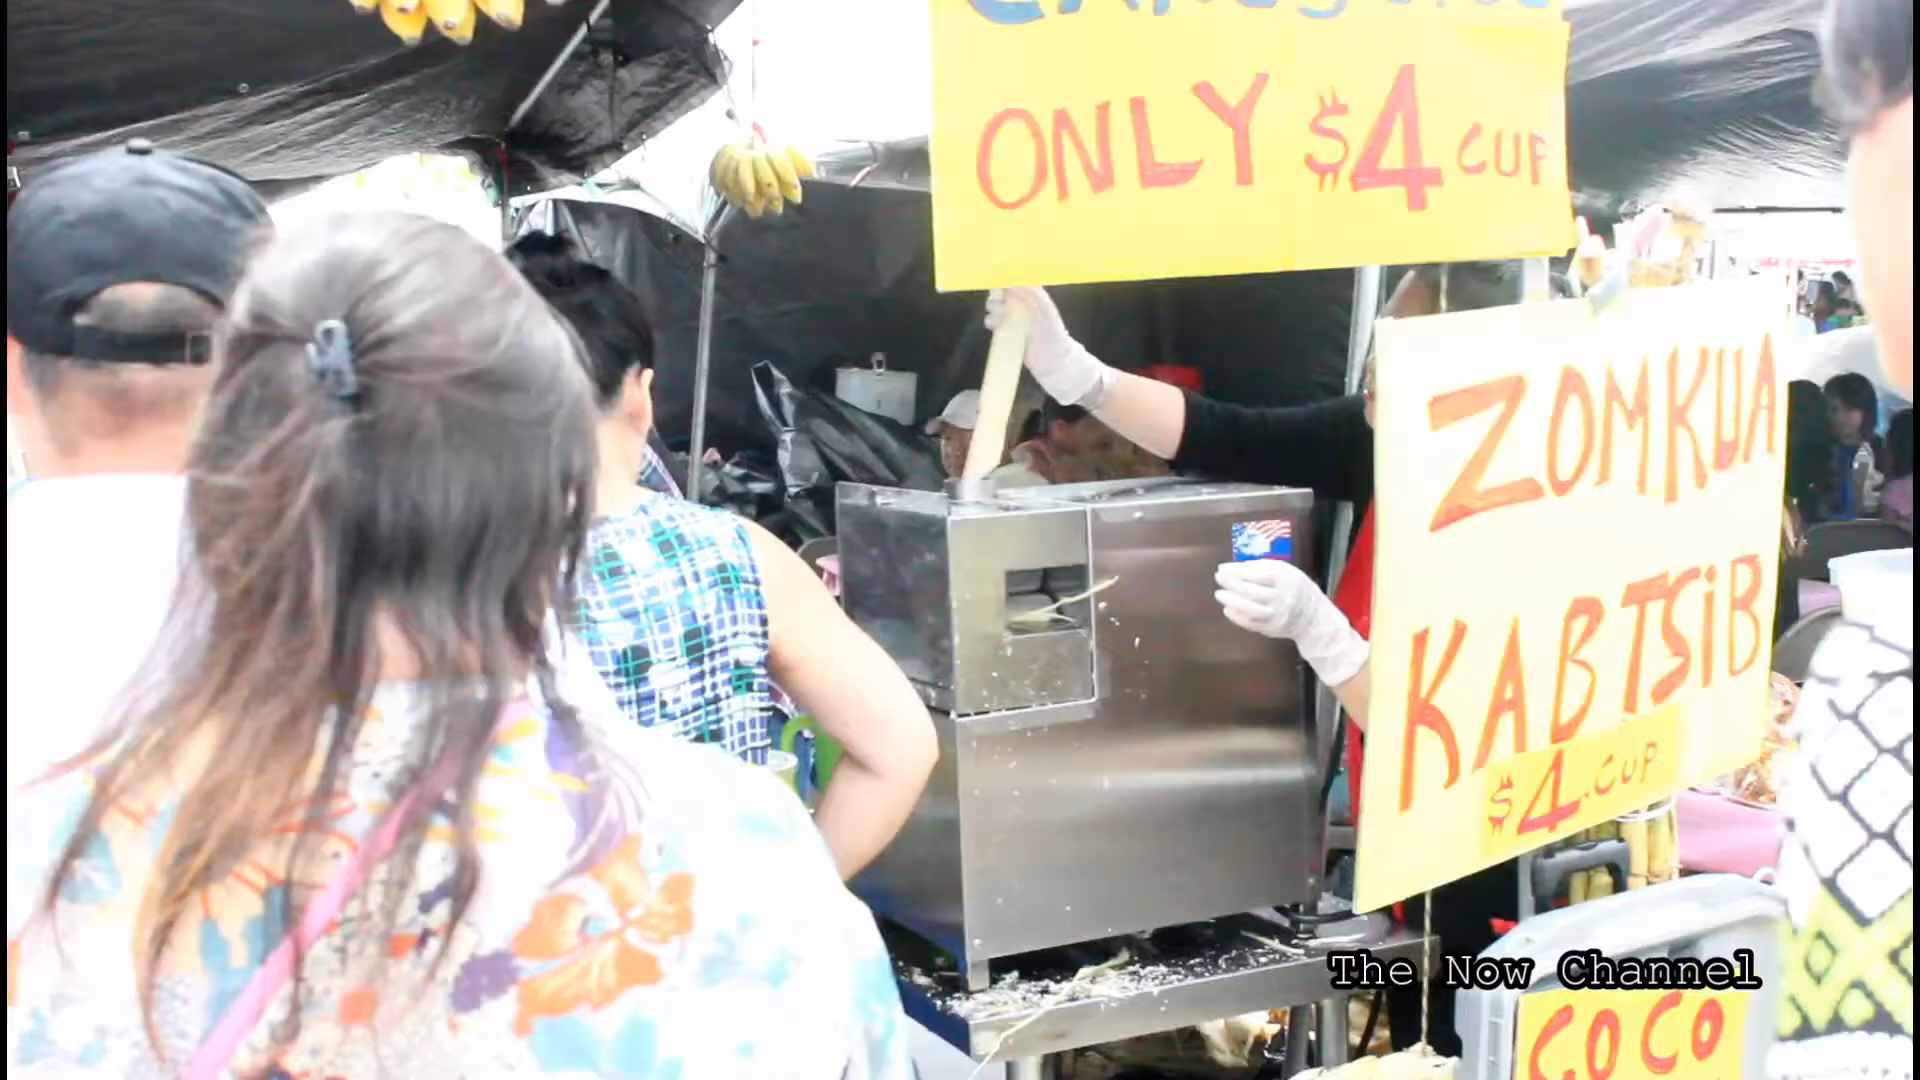 ONLY $4 CUP
ZOMKUA
KABTSIB
$4.CUP
The Now Channel
COCO